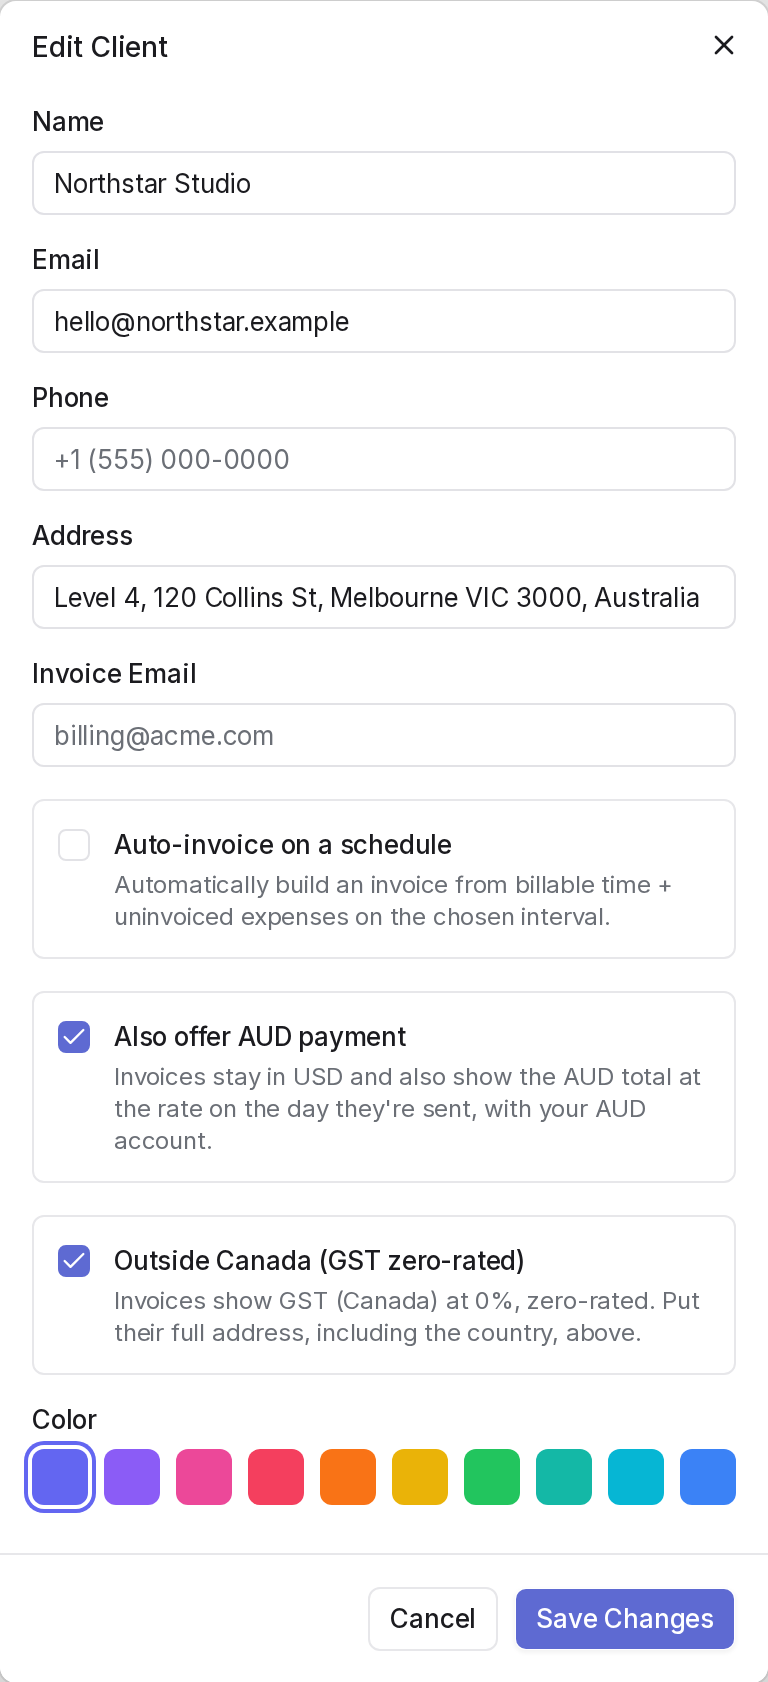 Edit Client
Name
Northstar Studio
Email
hello@northstar.example
Phone
+1 (555) 000-0000
Address
Level 4, 120 Collins St, Melbourne VIC 3000, Australia
Invoice Email
billing@acme.com
Auto-invoice on a schedule
Automatically build an invoice from billable time +
uninvoiced expenses on the chosen interval.
Also offer AUD payment
Invoices stay in USD and also show the AUD total at
the rate on the day they're sent, with your AUD
account.
Outside Canada (GST zero-rated)
Invoices show GST (Canada) at 0%, zero-rated. Put
their full address, including the country, above.
Color
Cancel
Save Changes